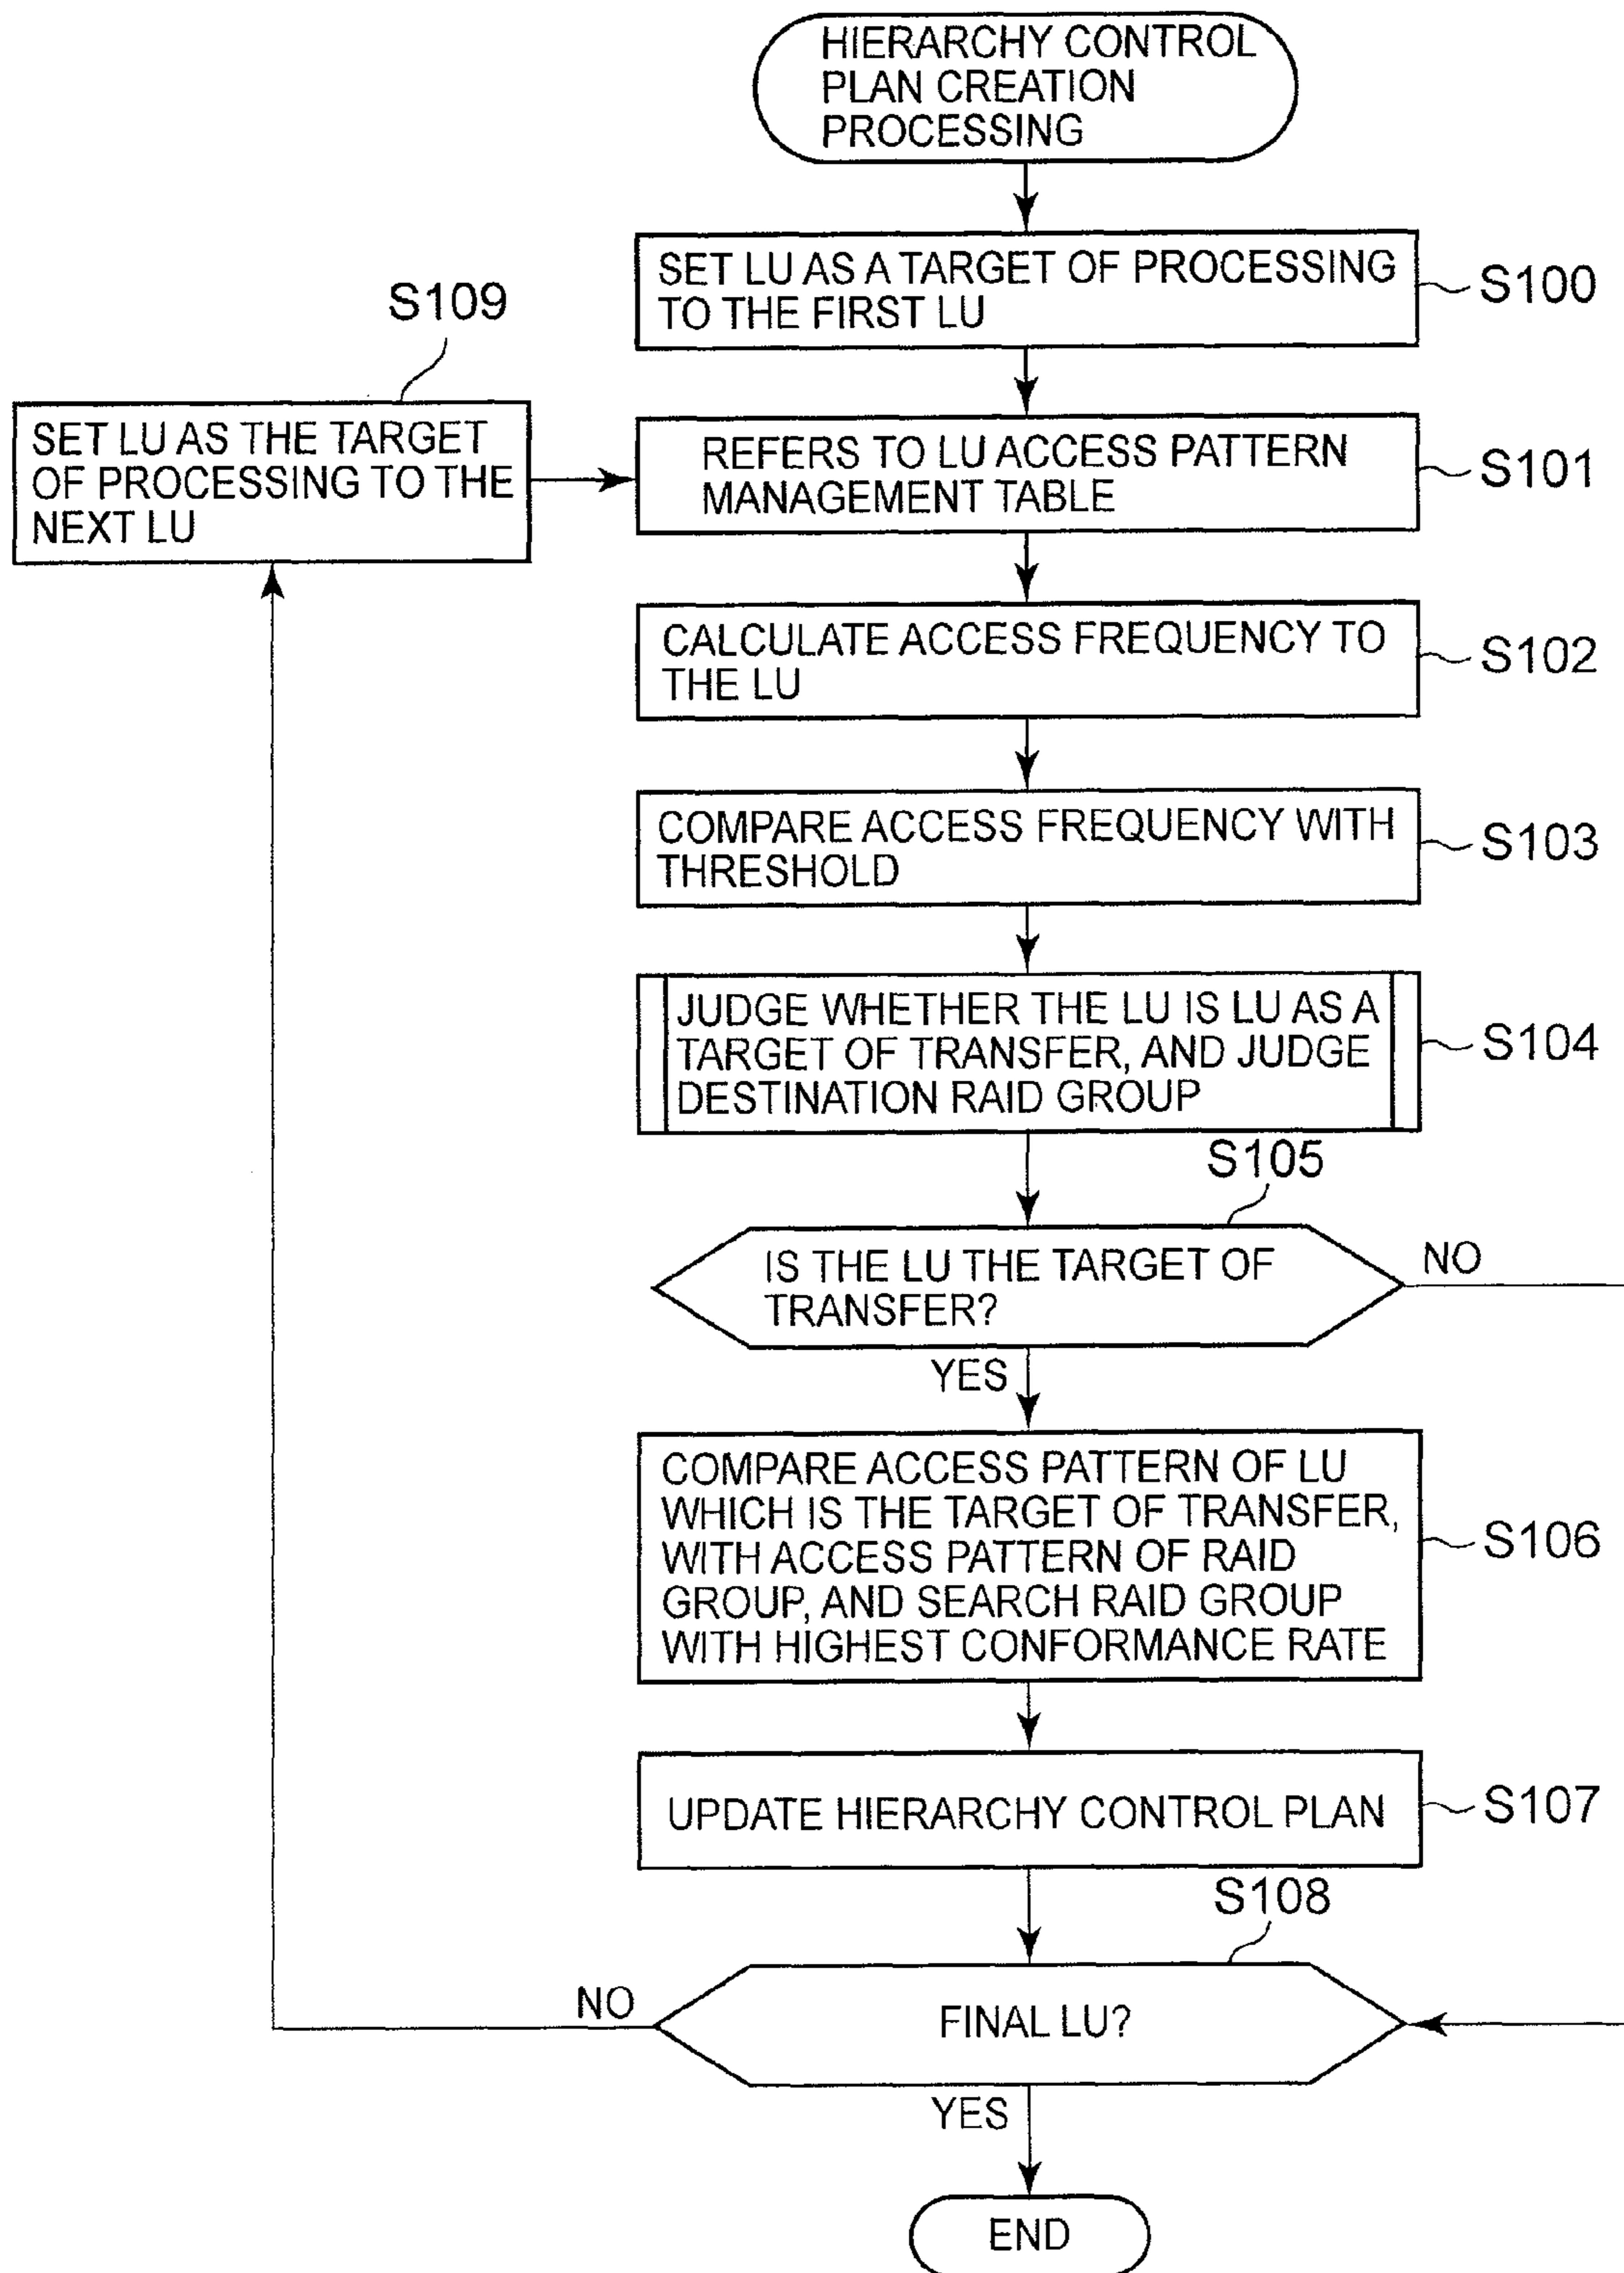 HIERARCHY CONTROL
PLAN CREATION
PROCESSING
SET LU AS A TARGET OF PROCESSING
TO THE FIRST LU
S100
S109
SET LU AS THE TARGET
OF PROCESSING TO THE
NEXT LU
REFERS TO LU ACCESS PATTERN
MANAGEMENT TABLE
S101
CALCULATE ACCESS FREQUENCY TO
THE LU
S102
COMPARE ACCESS FREQUENCY WITH
THRESHOLD
S103
JUDGE WHETHER THE LU IS LU AS A
TARGET OF TRANSFER, AND JUDGE
DESTINATION RAID GROUP
S104
S105
IS THE LU THE TARGET OF
TRANSFER?
NO
YES
COMPARE ACCESS PATTERN OF LU
WHICH IS THE TARGET OF TRANSFER,
WITH ACCESS PATTERN OF RAID
GROUP, AND SEARCH RAID GROUP
WITH HIGHEST CONFORMANCE RATE
S106
UPDATE HIERARCHY CONTROL PLAN
S107
S108
FINAL LU?
NO
YES
END